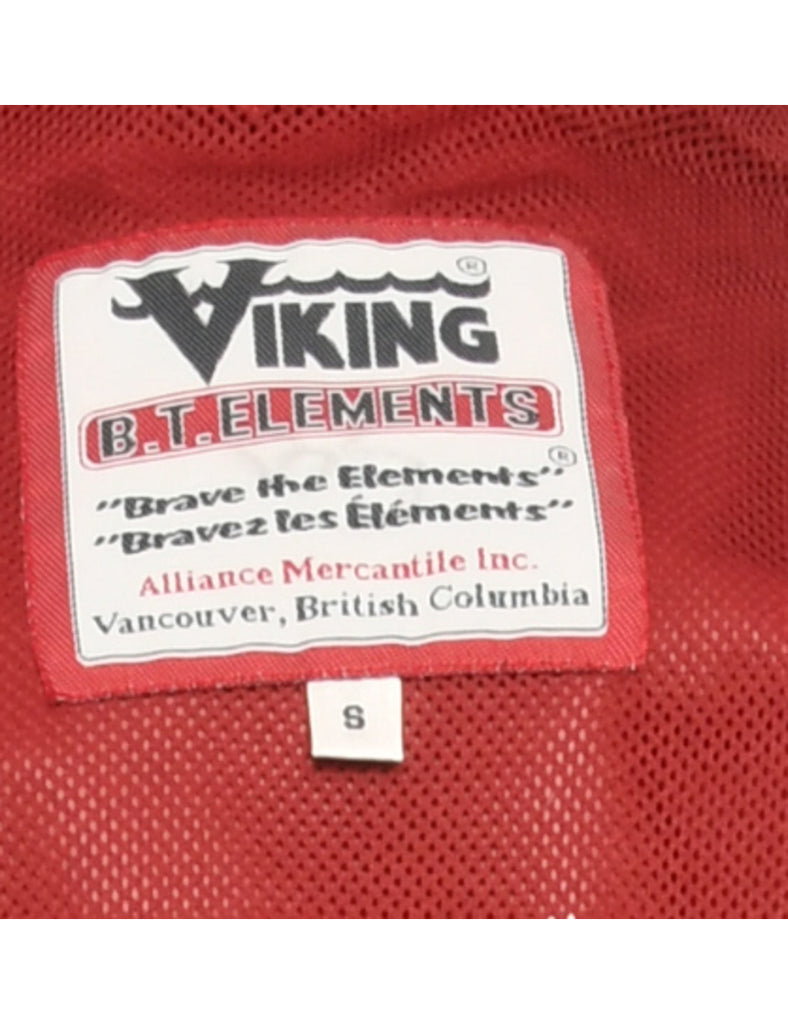 ®
VIKING
B.T.ELEMENTS
®
"Brave the Elements"
"Bravez les Éléments"
Alliance Mercantile Inc.
Vancouver, British Columbia
S